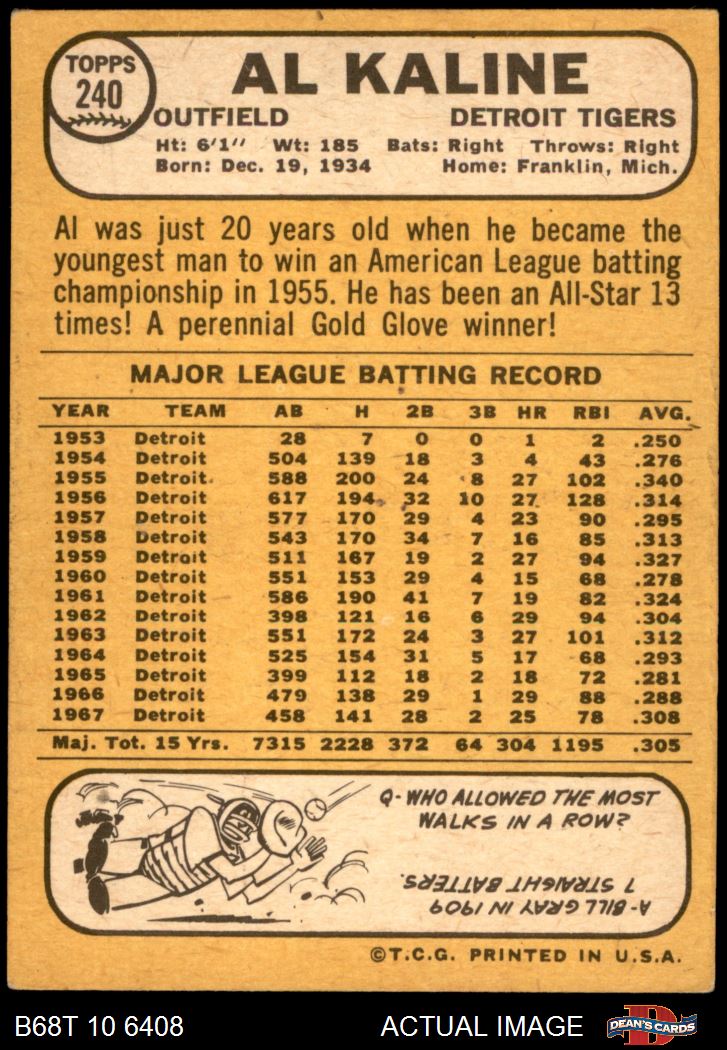 TOPPS
240
AL KALINE
OUTFIELD DETROIT TIGERS
Ht: 6'1" Wt: 185 Bats: Right Throws: Right
Born: Dec. 19, 1934 Home: Franklin, Mich.
Al was just 20 years old when he became the
youngest man to win an American League batting
championship in 1955. He has been an All-Star 13
times! A perennial Gold Glove winner!
MAJOR LEAGUE BATTING RECORD
YEAR TEAM AB H 2B 3B HR RBI AVG.
1953 Detroit 28 7 0 0 1 2 .250
1954 Detroit 504 139 18 3 4 43 .276
1955 Detroit 588 200 24 8 27 102 .340
1956 Detroit 617 194 32 10 27 128 .314
1957 Detroit 577 170 29 4 23 90 .295
1958 Detroit 543 170 34 7 16 85 .313
1959 Detroit 511 167 19 2 27 94 .327
1960 Detroit 551 153 29 4 15 68 .278
1961 Detroit 586 190 41 7 19 82 .324
1962 Detroit 398 121 16 6 29 94 .304
1963 Detroit 551 172 24 3 27 101 .312
1964 Detroit 525 154 31 5 17 68 .293
1965 Detroit 399 112 18 2 18 72 .281
1966 Detroit 479 138 29 1 29 88 .288
1967 Detroit 458 141 28 2 25 78 .308
Maj. Tot. 15 Yrs. 7315 2228 372 64 304 1195 .305
Q-WHO ALLOWED THE MOST
WALKS IN A ROW?
A-BILL GRAY IN 1909
7 STRAIGHT BATTERS.
©T.C.G. PRINTED IN U.S.A.
B68T 10 6408 ACTUAL IMAGE
D
DEAN'S CARDS